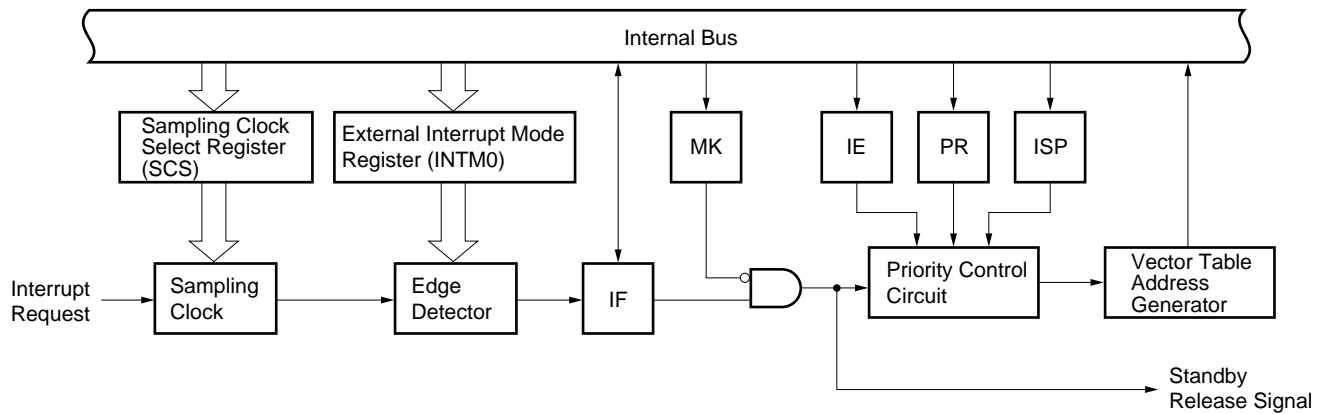 Internal Bus
Sampling Clock
Select Register
(SCS)
External Interrupt Mode
Register (INTM0)
MK
IE
PR
ISP
Interrupt
Request
Sampling
Clock
Edge
Detector
IF
Priority Control
Circuit
Vector Table
Address
Generator
Standby
Release Signal